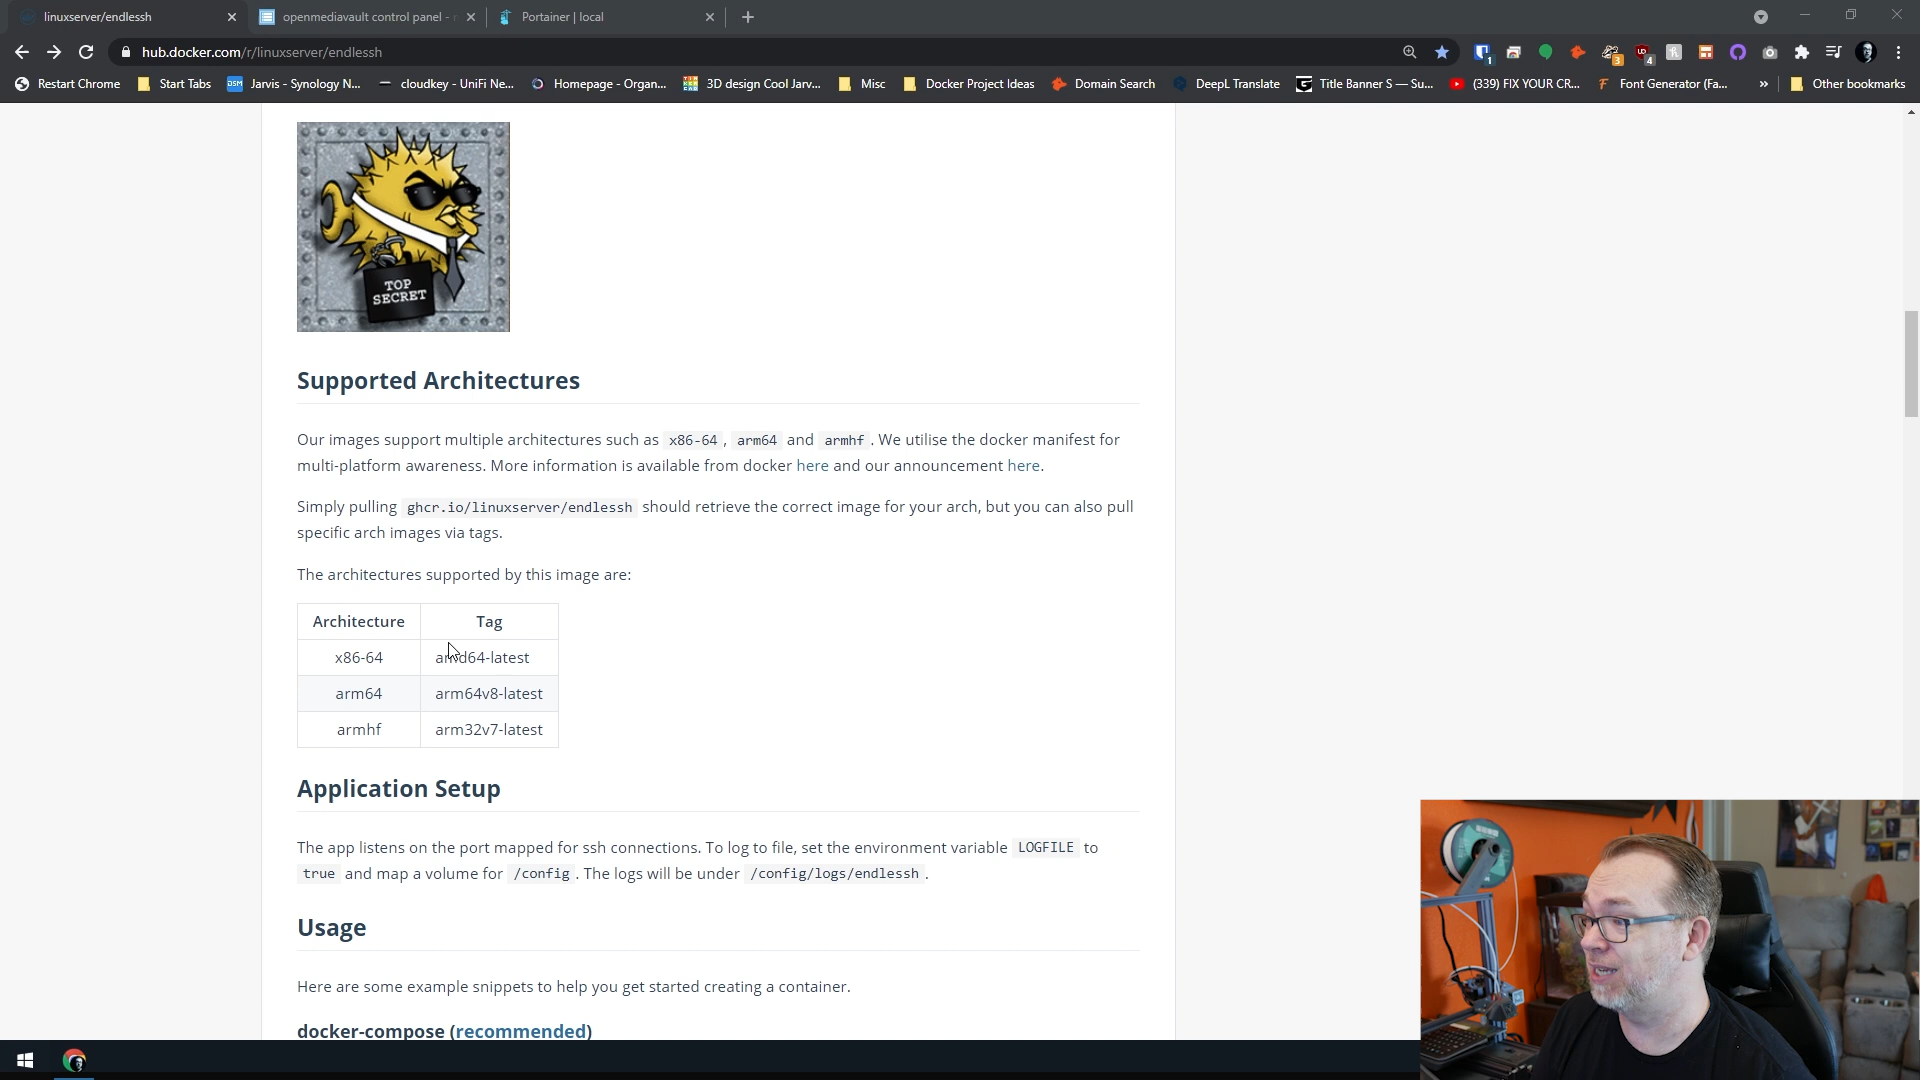 linuxserver/endlessh
openmediavault control panel - 
Portainer | local
hub.docker.com/r/linuxserver/endlessh
1
3
4
Restart Chrome
Start Tabs
DSM Jarvis - Synology N...
cloudkey - UniFi Ne...
Homepage - Organ...
3D design Cool Jarv...
Misc
Docker Project Ideas
Domain Search
DeepL Translate
Title Banner S — Su...
(339) FIX YOUR CR...
Font Generator (Fa...
»
Other bookmarks
TOP
SECRET
Supported Architectures
Our images support multiple architectures such as x86-64 , arm64 and armhf . We utilise the docker manifest for
multi-platform awareness. More information is available from docker here and our announcement here.
Simply pulling ghcr.io/linuxserver/endlessh should retrieve the correct image for your arch, but you can also pull
specific arch images via tags.
The architectures supported by this image are:
Architecture Tag
x86-64 amd64-latest
arm64 arm64v8-latest
armhf arm32v7-latest
Application Setup
The app listens on the port mapped for ssh connections. To log to file, set the environment variable LOGFILE to
true and map a volume for /config . The logs will be under /config/logs/endlessh .
Usage
Here are some example snippets to help you get started creating a container.
docker-compose (recommended)